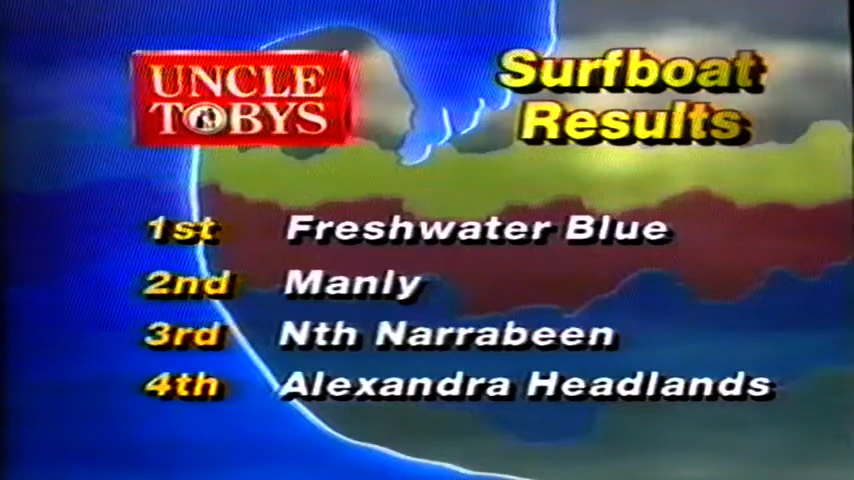 UNCLE
TOBYS
Surfboat
Results
1st Freshwater Blue
2nd Manly
3rd Nth Narrabeen
4th Alexandra Headlands